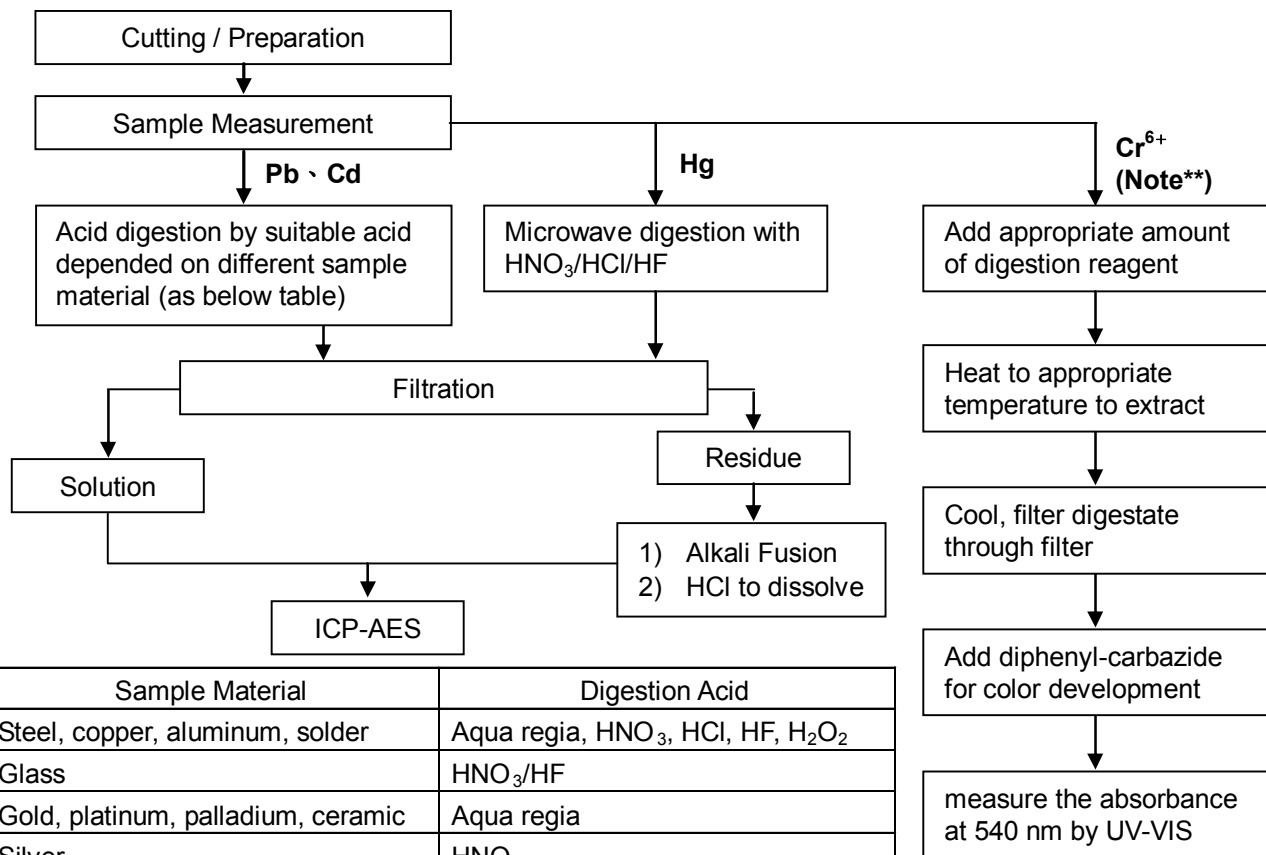 Cutting / Preparation
Sample Measurement
Pb、Cd
Hg
Cr⁶⁺
(Note**)
Acid digestion by suitable acid
depended on different sample
material (as below table)
Microwave digestion with
HNO₃/HCl/HF
Add appropriate amount
of digestion reagent
Filtration
Heat to appropriate
temperature to extract
Solution
Residue
1) Alkali Fusion
2) HCl to dissolve
Cool, filter digestate
through filter
ICP-AES
Add diphenyl-carbazide
for color development
measure the absorbance
at 540 nm by UV-VIS
Sample Material Digestion Acid
Steel, copper, aluminum, solder Aqua regia, HNO₃, HCl, HF, H₂O₂
Glass HNO₃/HF
Gold, platinum, palladium, ceramic Aqua regia
Silver HNO